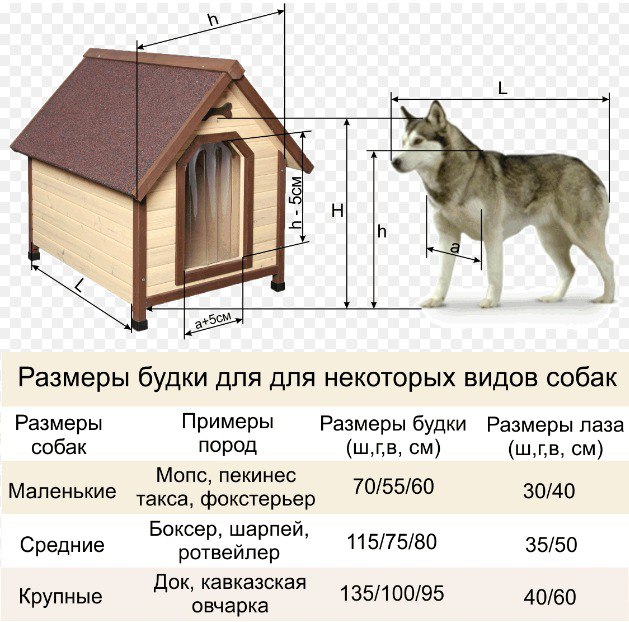 h
L
h - 5см
H
h
a
L
a+5см
Размеры будки для для некоторых видов собак
Размеры собак
Примеры пород
Размеры будки (ш,г,в, см)
Размеры лаза (ш,г,в, см)
Маленькие
Мопс, пекинес
такса, фокстерьер
70/55/60
30/40
Средние
Боксер, шарпей,
ротвейлер
115/75/80
35/50
Крупные
Док, кавказская
овчарка
135/100/95
40/60